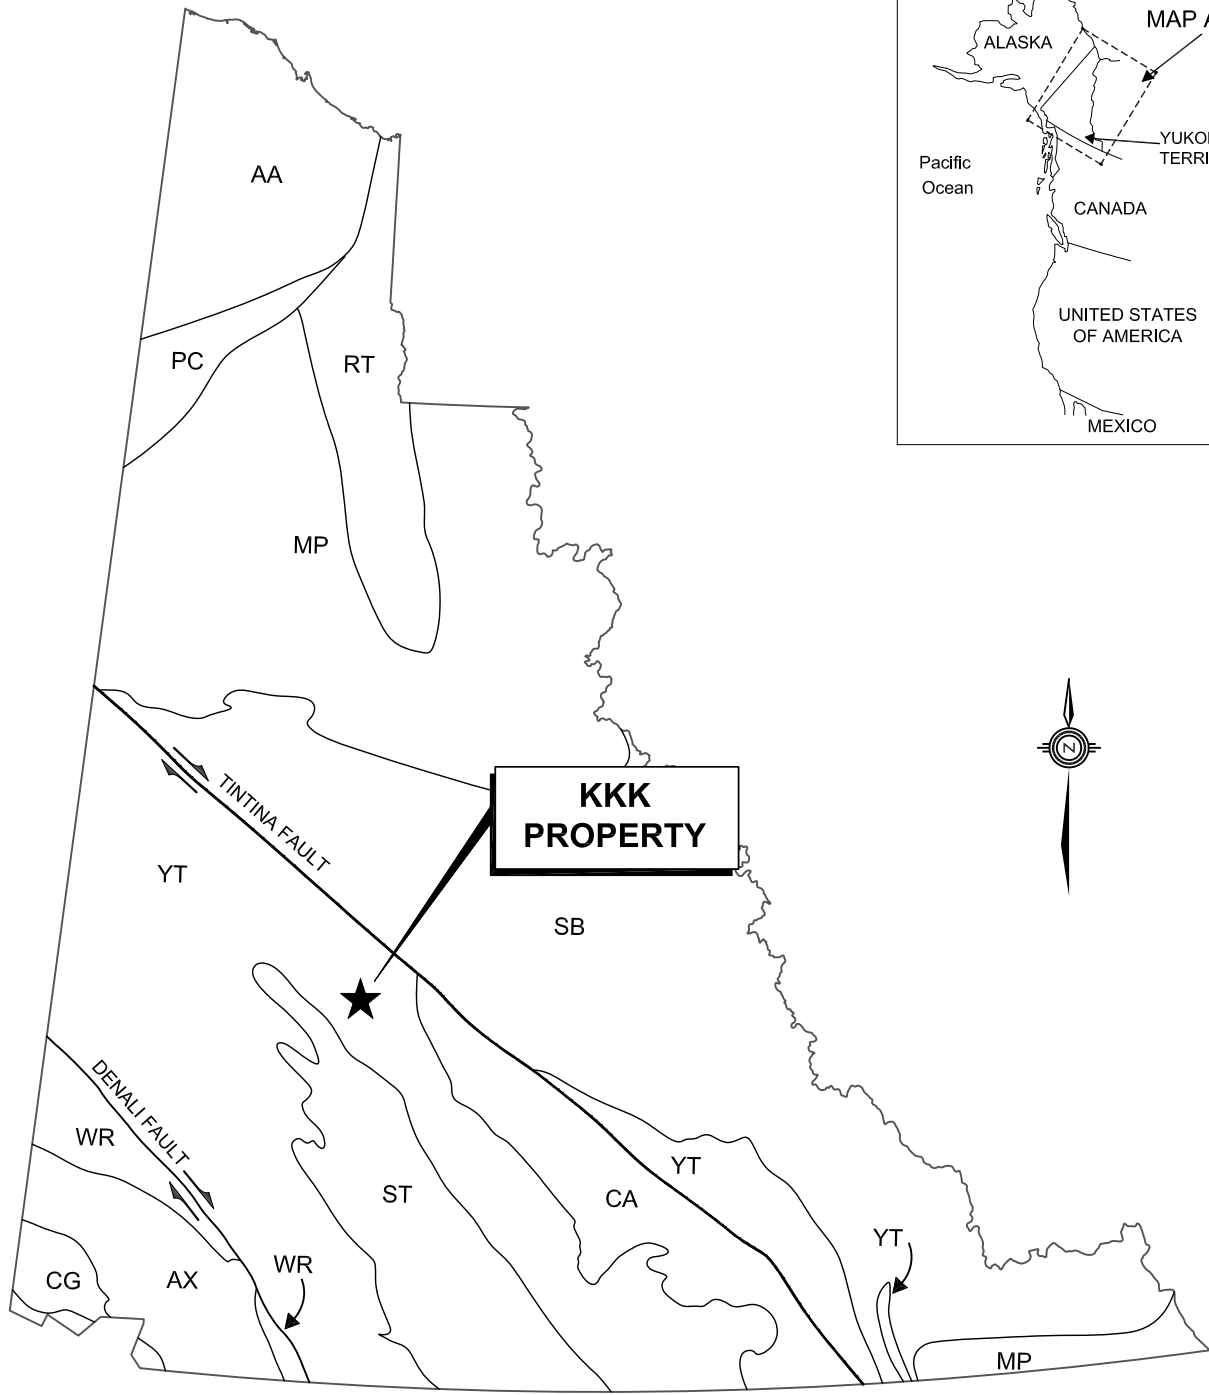 MAP A
ALASKA
YUKO
TERRI
Pacific
Ocean
CANADA
UNITED STATES
OF AMERICA
MEXICO
AA
PC
RT
MP
N
KKK
PROPERTY
TINTINA FAULT
YT
SB
DENALI FAULT
WR
YT
ST
CA
YT
WR
CG
AX
MP